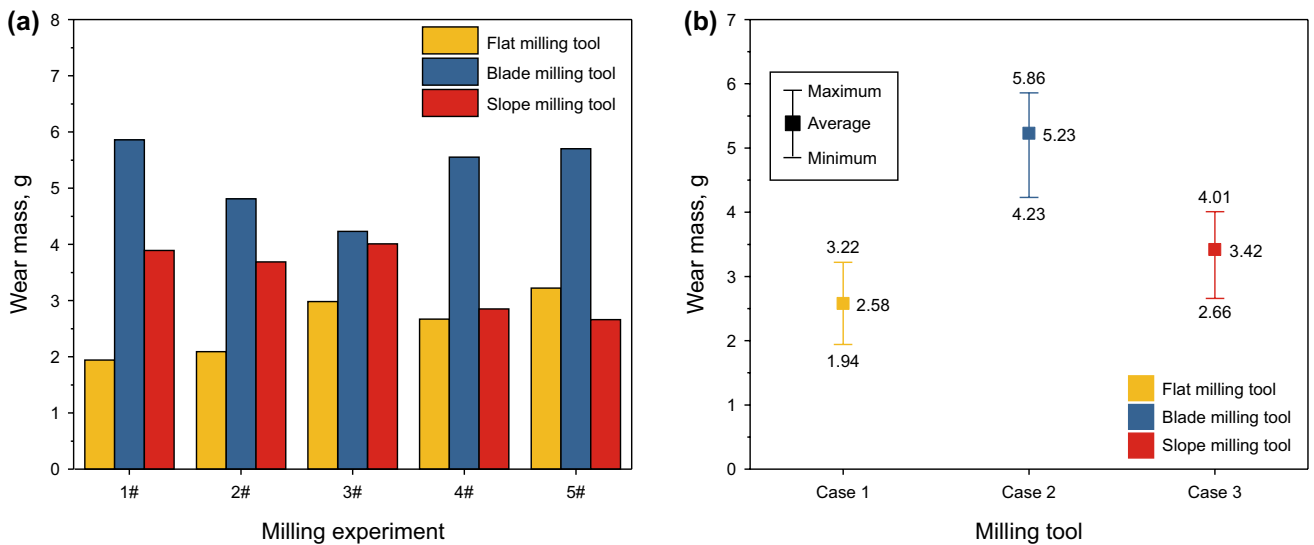 (a)
8
7
6
5
4
3
2
1
0
Wear mass, g
Flat milling tool
Blade milling tool
Slope milling tool
1# 2# 3# 4# 5#
Milling experiment
(b)
7
6
5
4
3
2
1
0
Wear mass, g
Maximum
Average
Minimum
3.22
2.58
1.94
5.86
5.23
4.23
4.01
3.42
2.66
Flat milling tool
Blade milling tool
Slope milling tool
Case 1 Case 2 Case 3
Milling tool